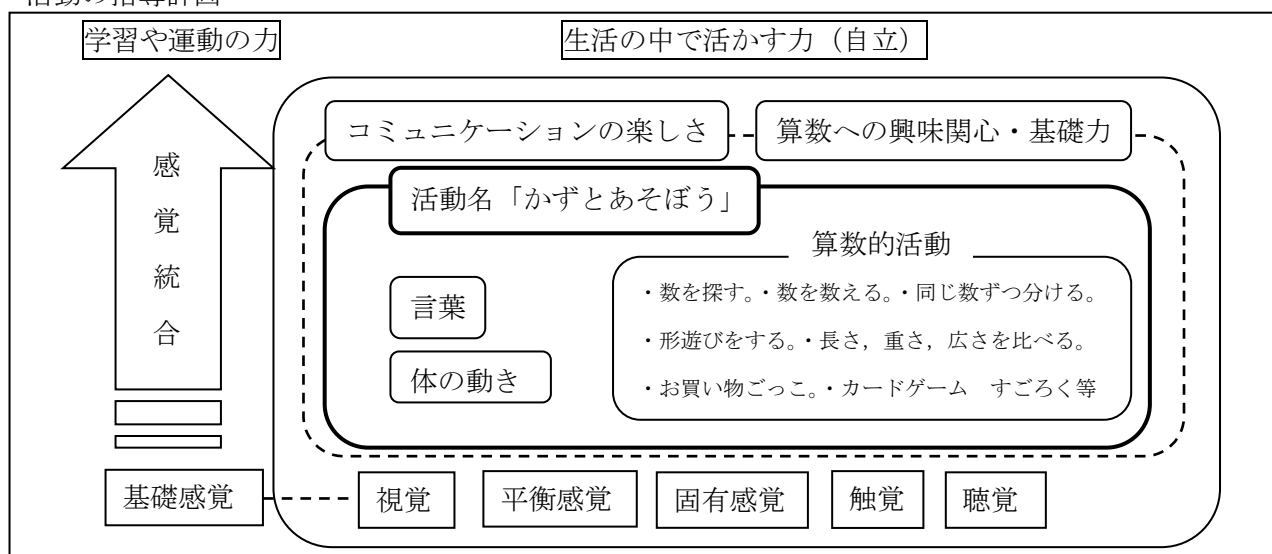 学習や運動の力
生活の中で活かす力（自立）
コミュニケーションの楽しさ
算数への興味関心・基礎力
感覚統合
活動名「かずとあそぼう」
算数的活動
言葉
体の動き
・数を探す。・数を数える。・同じ数ずつ分ける。
・形遊びをする。・長さ，重さ，広さを比べる。
・お買い物ごっこ。・カードゲーム　すごろく等
基礎感覚
視覚
平衡感覚
固有感覚
触覚
聴覚